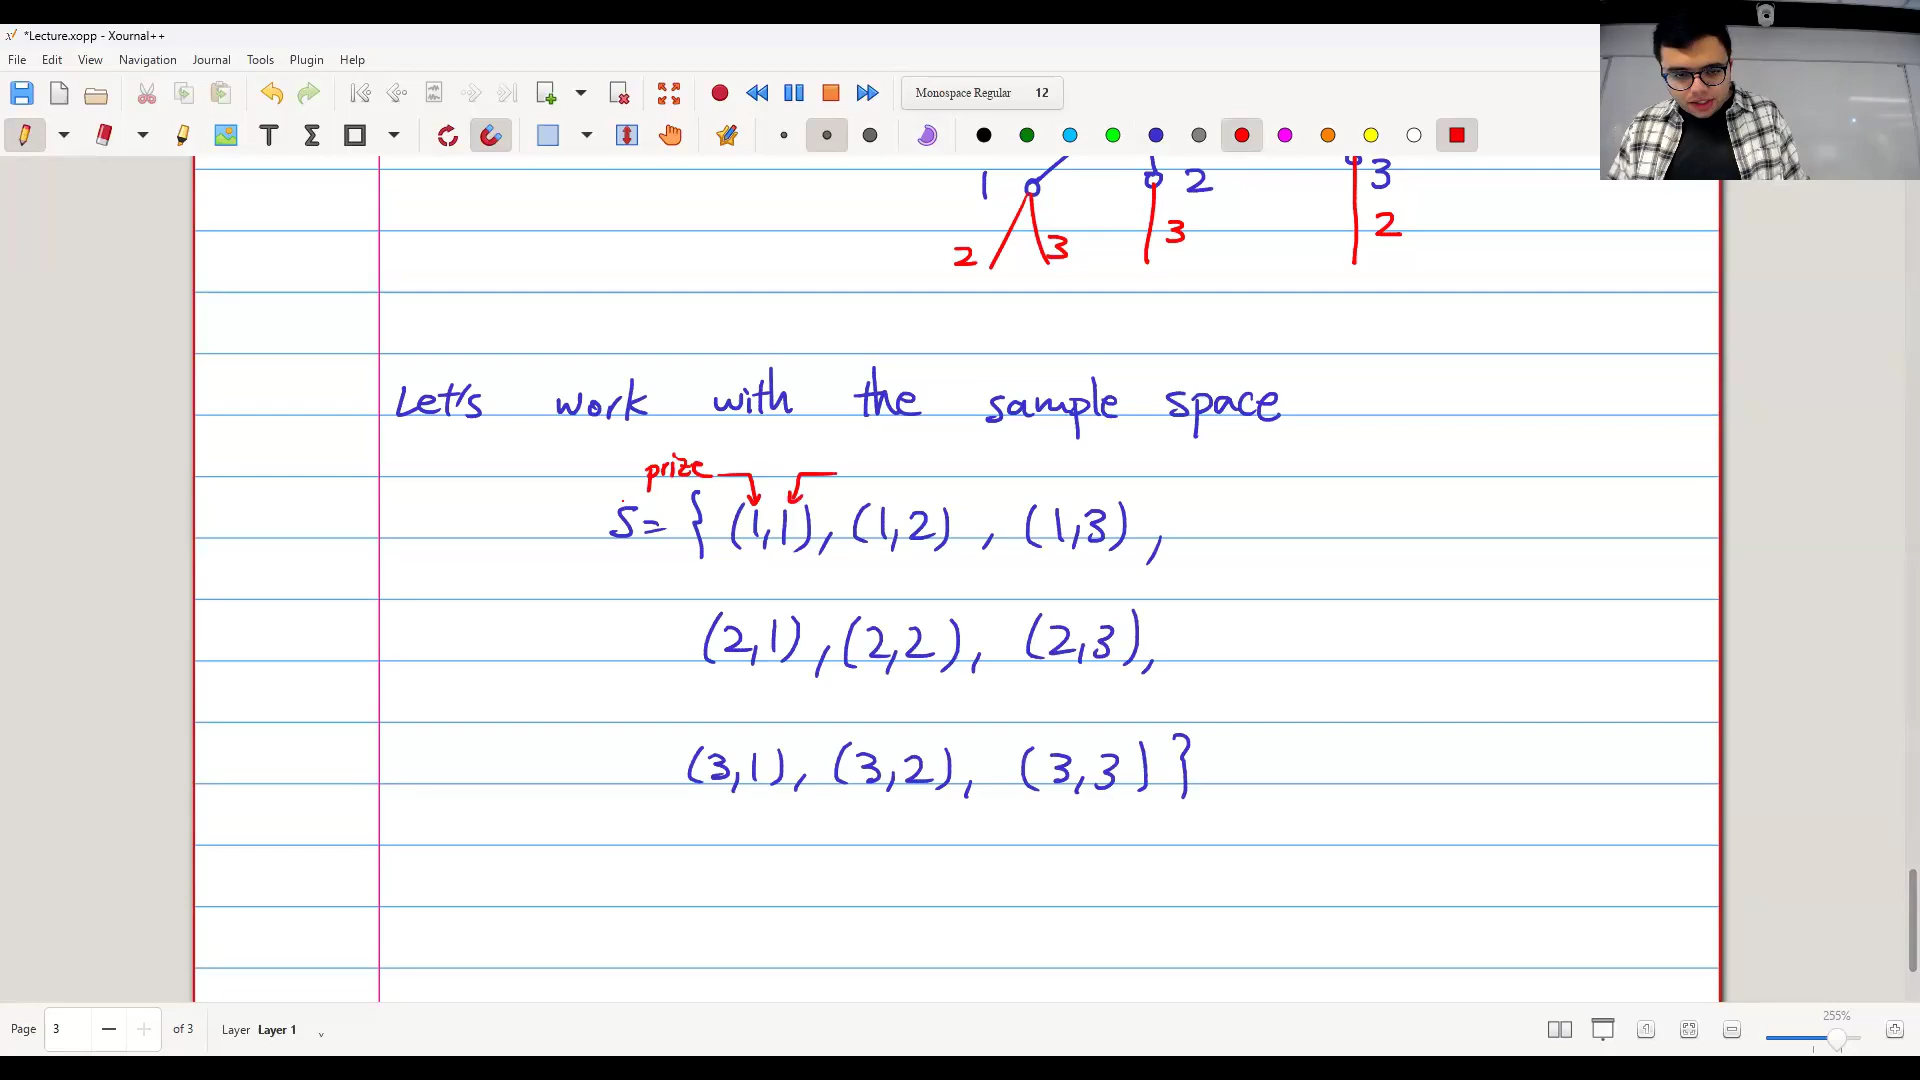 *Lecture.xopp - Xournal++
File Edit View Navigation Journal Tools Plugin Help
Monospace Regular 12
1 2 3
2 3 3 2
Let's work with the sample space
prize
S = { (1,1), (1,2) , (1,3) ,
(2,1) , (2,2) , (2,3) ,
(3,1) , (3,2) , (3,3) }
Page 3 of 3 Layer Layer 1 255%